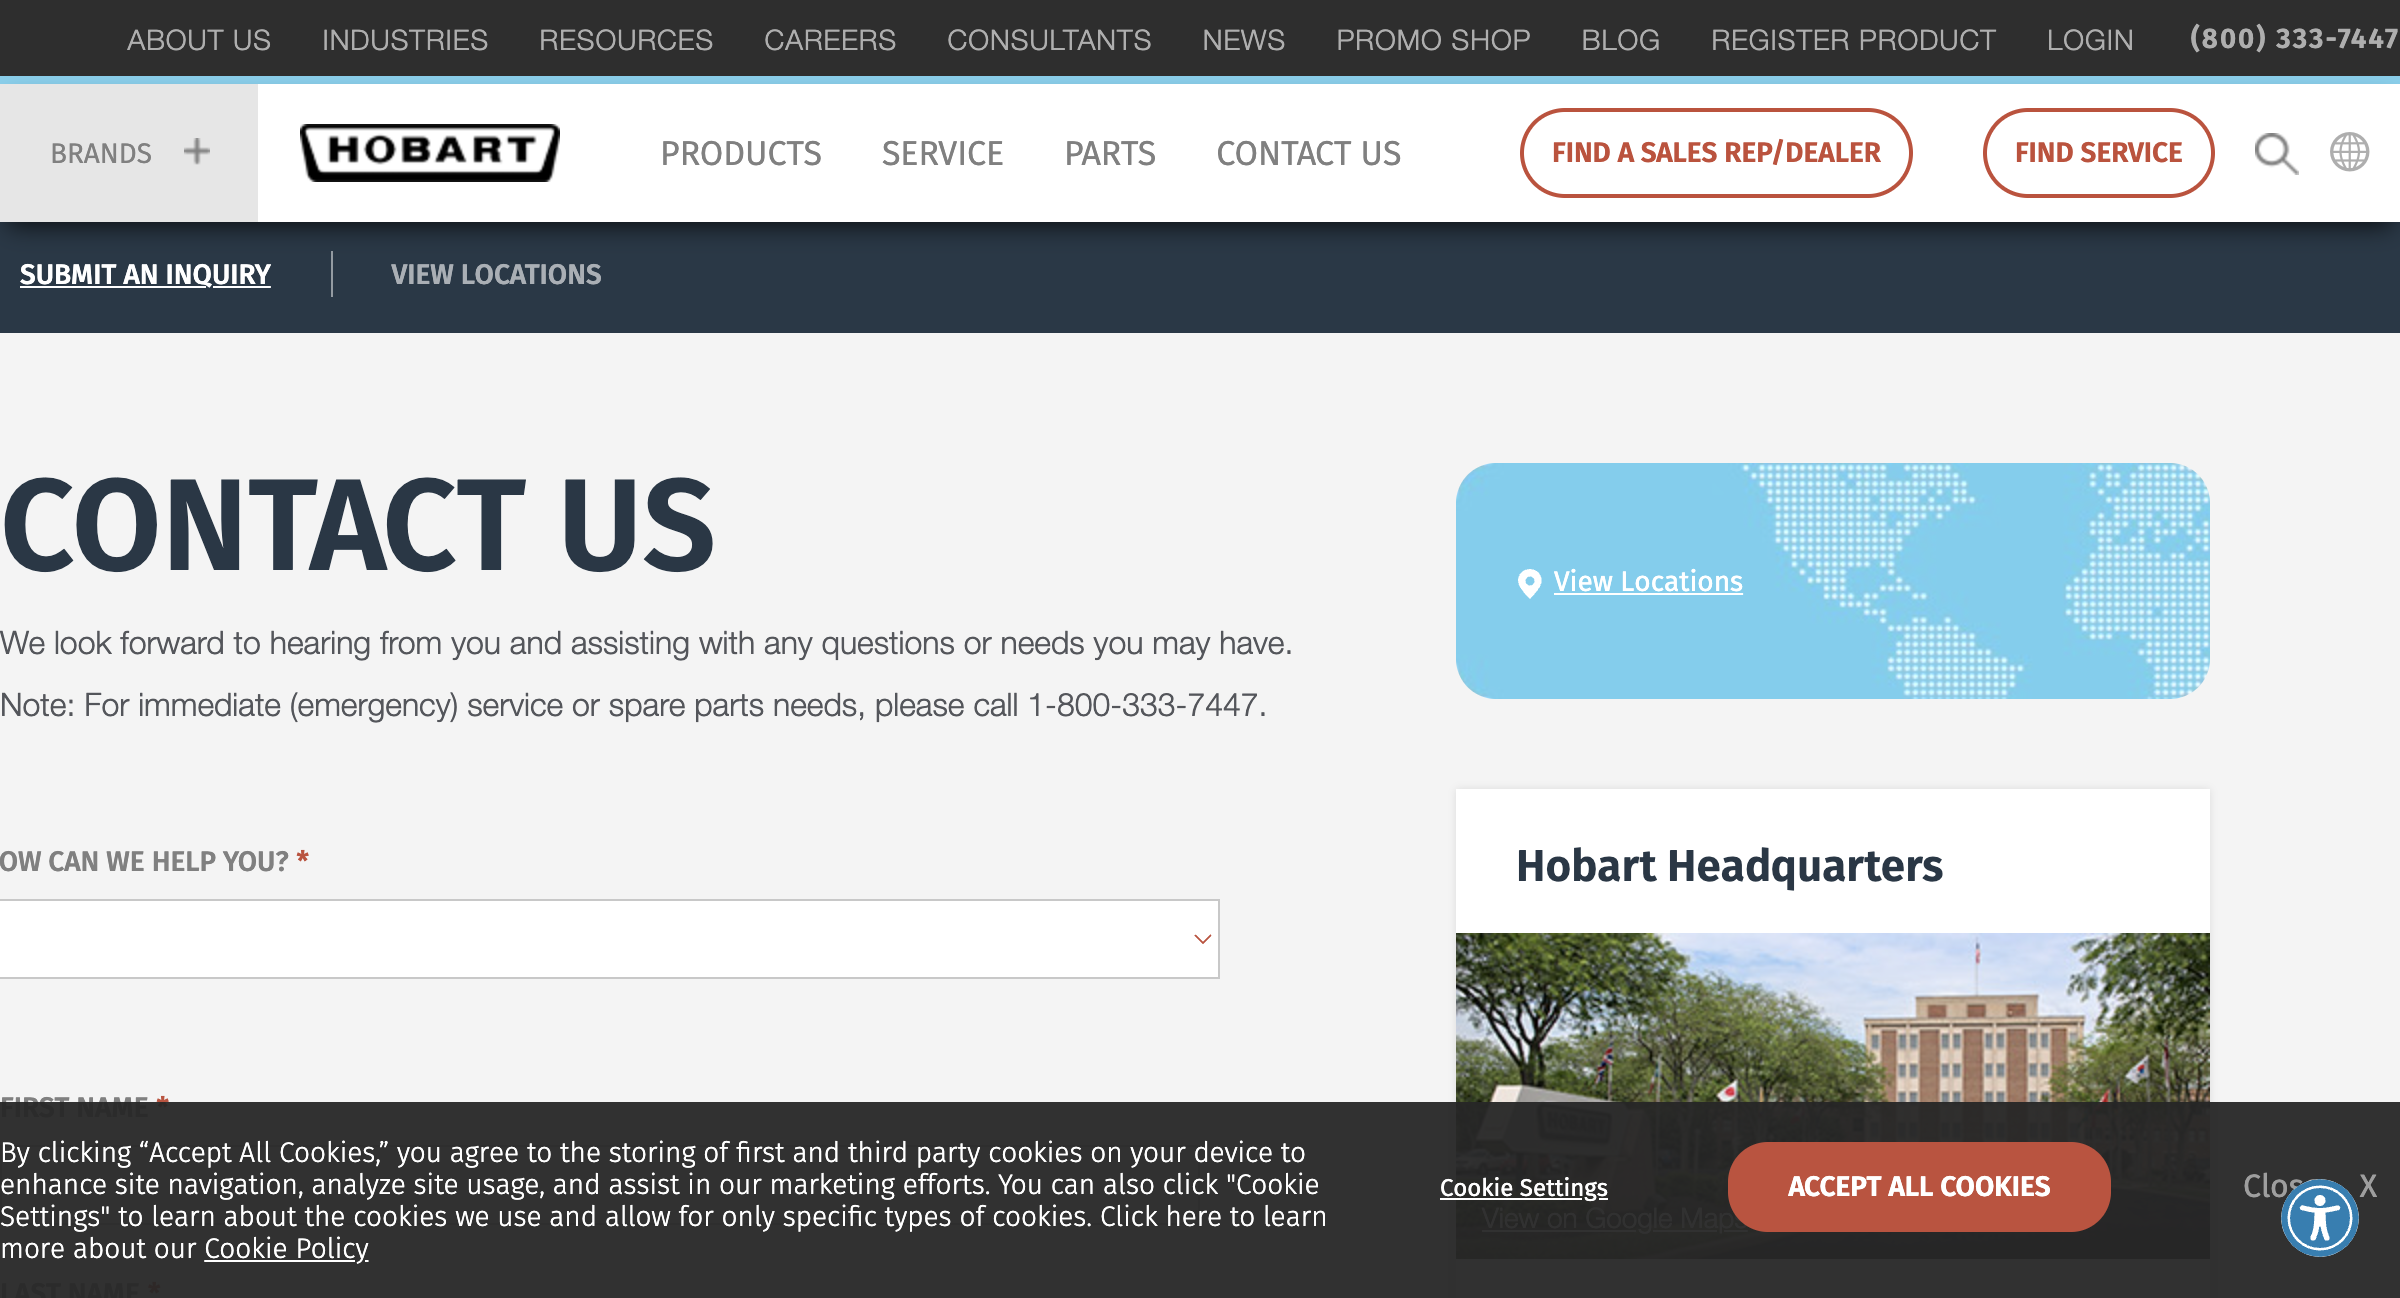 ABOUT US INDUSTRIES RESOURCES CAREERS CONSULTANTS NEWS PROMO SHOP BLOG REGISTER PRODUCT LOGIN (800) 333-7447
BRANDS + HOBART PRODUCTS SERVICE PARTS CONTACT US FIND A SALES REP/DEALER FIND SERVICE
SUBMIT AN INQUIRY VIEW LOCATIONS
CONTACT US
We look forward to hearing from you and assisting with any questions or needs you may have.
Note: For immediate (emergency) service or spare parts needs, please call 1-800-333-7447.
View Locations
OW CAN WE HELP YOU? *
Hobart Headquarters
FIRST NAME *
HOBART
By clicking “Accept All Cookies,” you agree to the storing of first and third party cookies on your device to
enhance site navigation, analyze site usage, and assist in our marketing efforts. You can also click "Cookie
Settings" to learn about the cookies we use and allow for only specific types of cookies. Click here to learn
more about our Cookie Policy
Cookie Settings
ACCEPT ALL COOKIES
Clos X
View on Google Maps
LAST NAME *